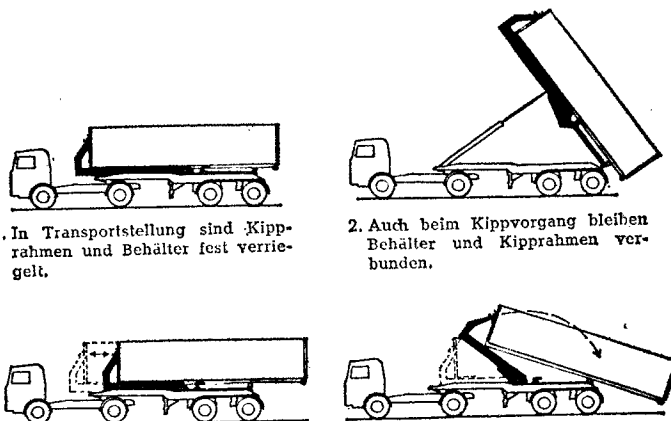 . In Transportstellung sind Kipp-
rahmen und Behälter fest verrie-
gelt.
2. Auch beim Kippvorgang bleiben
Behälter und Kipprahmen ver-
bunden.